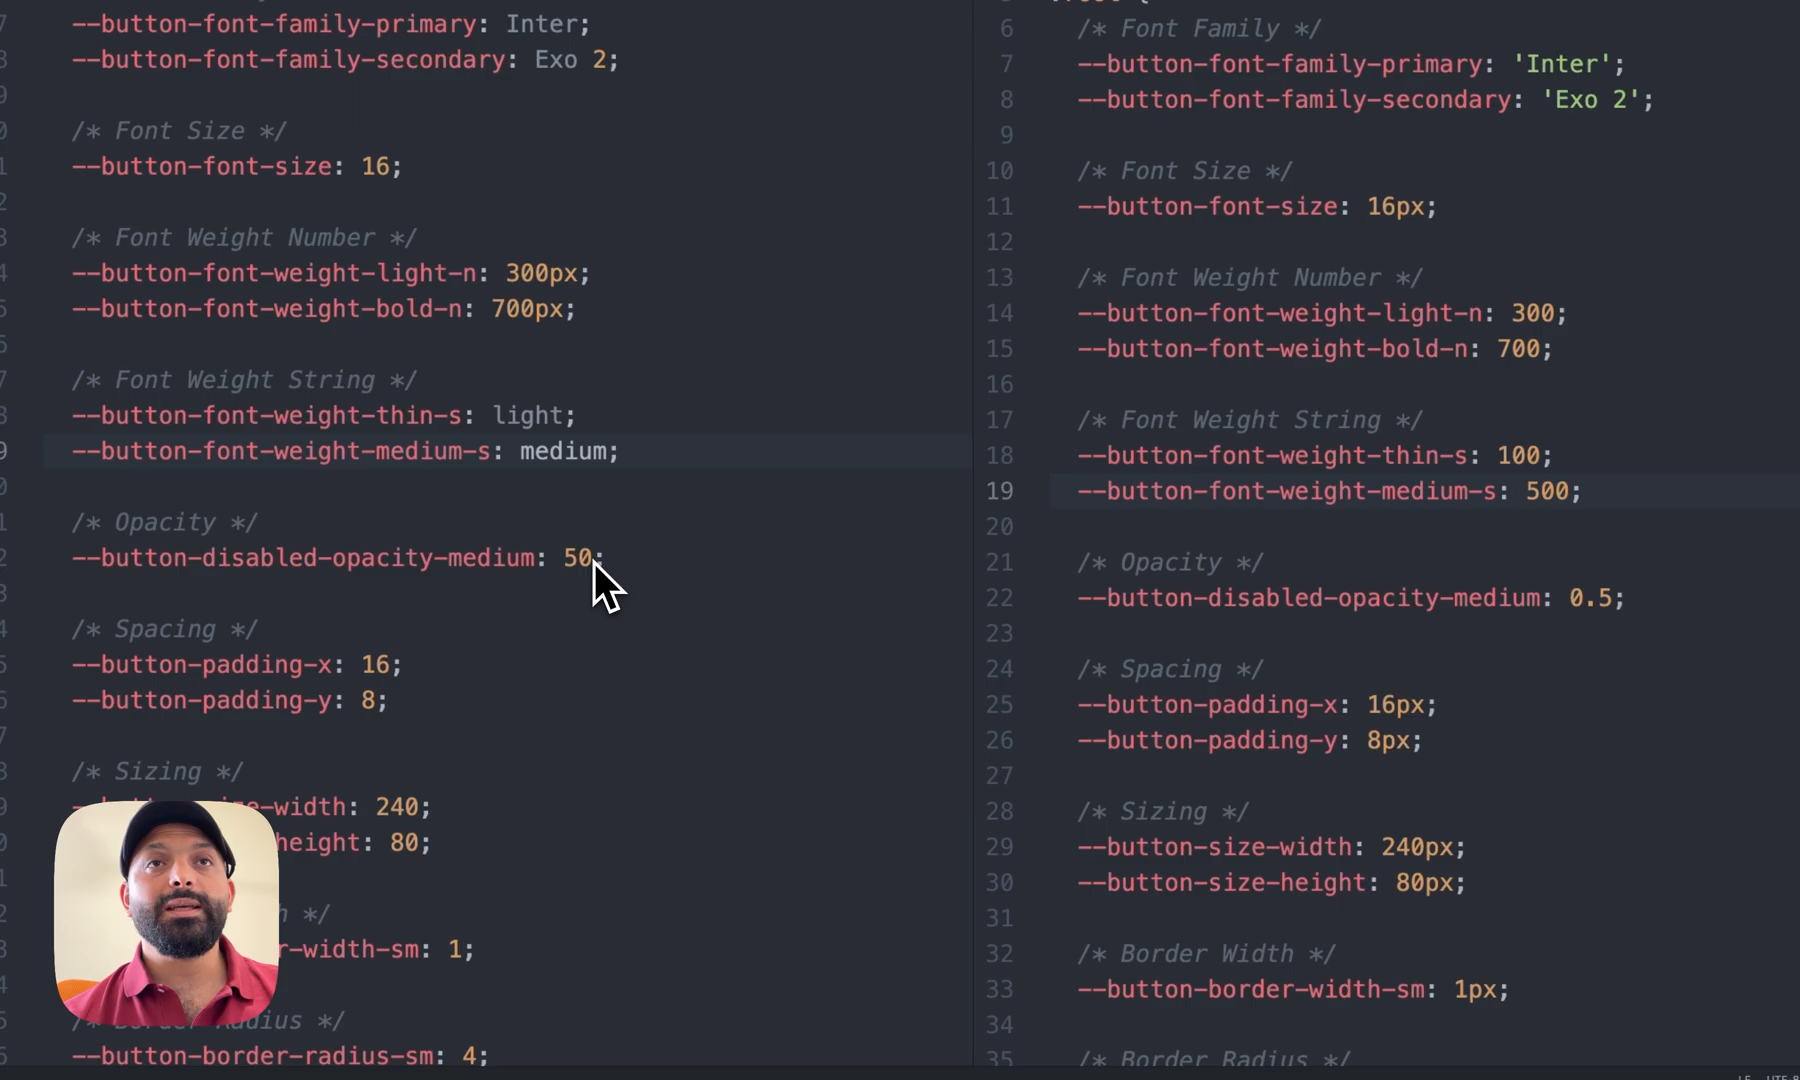 --button-font-family-primary: Inter;
--button-font-family-secondary: Exo 2;
/* Font Size */
--button-font-size: 16;
/* Font Weight Number */
--button-font-weight-light-n: 300px;
--button-font-weight-bold-n: 700px;
/* Font Weight String */
--button-font-weight-thin-s: light;
--button-font-weight-medium-s: medium;
/* Opacity */
--button-disabled-opacity-medium: 50;
/* Spacing */
--button-padding-x: 16;
--button-padding-y: 8;
/* Sizing */
-width: 240;
height: 80;
*/
-width-sm: 1;
/* Border Radius */
--button-border-radius-sm: 4;
6 /* Font Family */
7 --button-font-family-primary: 'Inter';
8 --button-font-family-secondary: 'Exo 2';
9
10 /* Font Size */
11 --button-font-size: 16px;
12
13 /* Font Weight Number */
14 --button-font-weight-light-n: 300;
15 --button-font-weight-bold-n: 700;
16
17 /* Font Weight String */
18 --button-font-weight-thin-s: 100;
19 --button-font-weight-medium-s: 500;
20
21 /* Opacity */
22 --button-disabled-opacity-medium: 0.5;
23
24 /* Spacing */
25 --button-padding-x: 16px;
26 --button-padding-y: 8px;
27
28 /* Sizing */
29 --button-size-width: 240px;
30 --button-size-height: 80px;
31
32 /* Border Width */
33 --button-border-width-sm: 1px;
34
35 /* Border Radius */